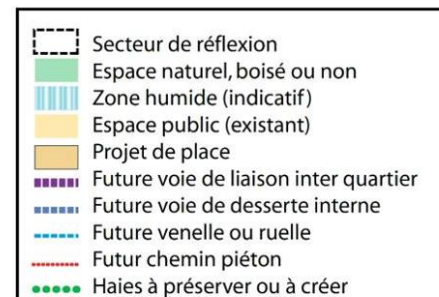 Secteur de réflexion
Espace naturel, boisé ou non
Zone humide (indicatif)
Espace public (existant)
Projet de place
Future voie de liaison inter quartier
Future voie de desserte interne
Future venelle ou ruelle
Futur chemin piéton
Haies à préserver ou à créer